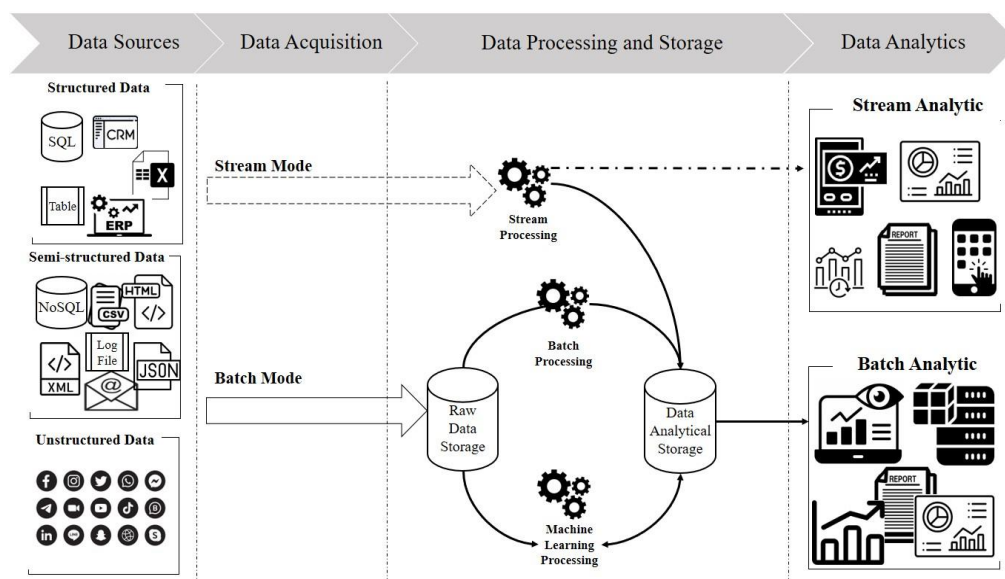 Data Sources
Data Acquisition
Data Processing and Storage
Data Analytics
Structured Data
SQL
CRM
X
Table
ERP
Semi-structured Data
NoSQL
CSV
HTML
</>
</>
XML
Log
File
@
JSON
Unstructured Data
Stream Mode
Batch Mode
Stream
Processing
Batch
Processing
Raw
Data
Storage
Data
Analytical
Storage
Machine
Learning
Processing
Stream Analytic
$
REPORT
Batch Analytic
REPORT